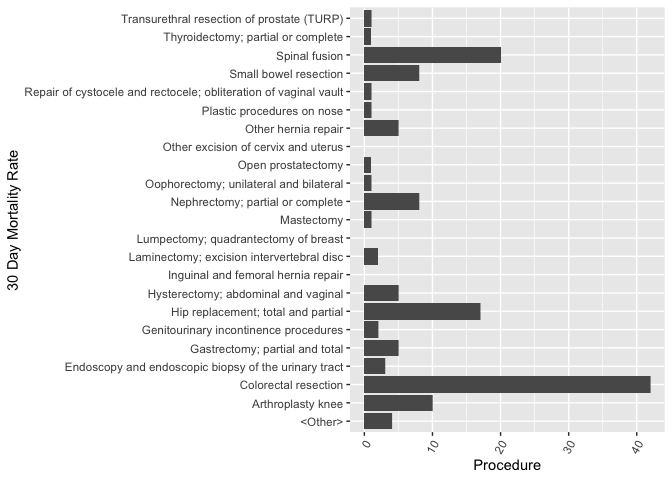 Transurethral resection of prostate (TURP)
Thyroidectomy; partial or complete
Spinal fusion
Small bowel resection
Repair of cystocele and rectocele; obliteration of vaginal vault
Plastic procedures on nose
Other hernia repair
Other excision of cervix and uterus
Open prostatectomy
Oophorectomy; unilateral and bilateral
Nephrectomy; partial or complete
Mastectomy
Lumpectomy; quadrantectomy of breast
Laminectomy; excision intervertebral disc
Inguinal and femoral hernia repair
Hysterectomy; abdominal and vaginal
Hip replacement; total and partial
Genitourinary incontinence procedures
Gastrectomy; partial and total
Endoscopy and endoscopic biopsy of the urinary tract
Colorectal resection
Arthroplasty knee
<Other>
30 Day Mortality Rate
0 10 20 30 40
Procedure